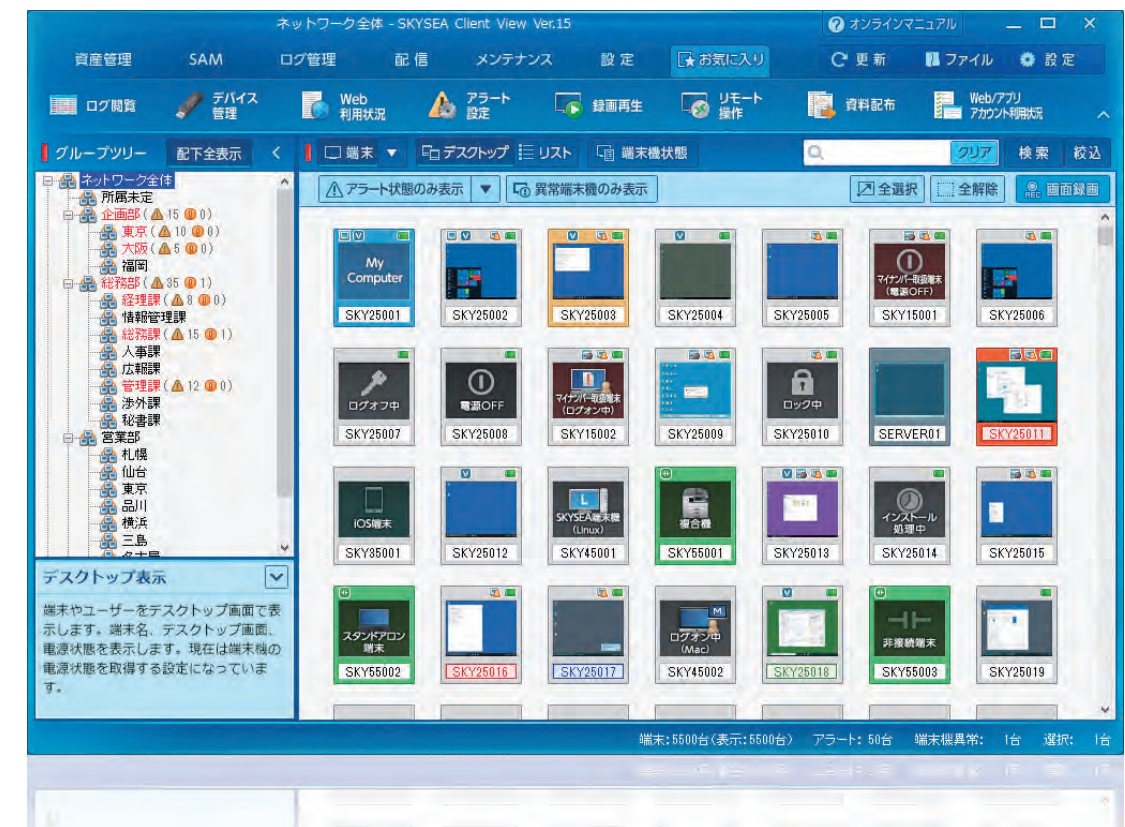 ネットワーク全体 - SKYSEA Client View Ver.15
オンラインマニュアル
資産管理 SAM ログ管理 配信 メンテナンス 設定 お気に入り 更新 ファイル 設定
ログ閲覧 デバイス管理 Web利用状況 アラート設定 録画再生 リモート操作 資料配布 Web/アプリアカウント利用状況
グループツリー 配下全表示 端末 デスクトップ リスト 端末機状態 クリア 検索 絞込
アラート状態のみ表示 異常端末機のみ表示 全選択 全解除 REC 画面録画
ネットワーク全体
所属未定
企画部 ( 15 0)
東京 ( 10 0)
大阪 ( 5 0)
福岡
総務部 ( 35 1)
経理課 ( 8 0)
情報管理課
総務課 ( 15 1)
人事課
広報課
管理課 ( 12 0)
渉外課
秘書課
営業部
札幌
仙台
東京
品川
横浜
三島
名古屋
デスクトップ表示
端末やユーザーをデスクトップ画面で表
示します。端末名、デスクトップ画面、
電源状態を表示します。現在は端末機の
電源状態を取得する設定になっていま
す。
My
Computer
マイナンバー取扱端末
(電源OFF)
SKY25001 SKY25002 SKY25003 SKY25004 SKY25005 SKY15001 SKY25006
ログオフ中 電源OFF マイナンバー取扱端末
(ログオン中)
ロック中
SKY25007 SKY25008 SKY15002 SKY25009 SKY25010 SERVER01 SKY25011
iOS端末 SKYSEA端末機
(Linux)
複合機 インストール
処理中
SKY35001 SKY25012 SKY45001 SKY55001 SKY25013 SKY25014 SKY25015
スタンドアロン
端末
ログオン中
(Mac)
M
非接続端末
SKY55002 SKY25016 SKY25017 SKY45002 SKY25018 SKY55003 SKY25019
端末:5500台(表示:5500台) アラート: 50台 端末機異常: 1台 選択: 1台